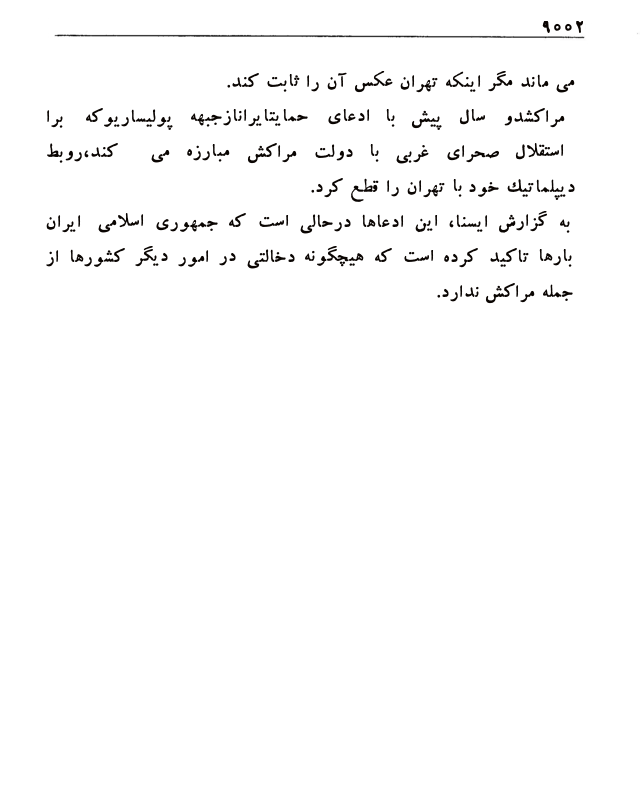 ۹۰۰۲
می ماند مگر اینکه تهران عکس آن را ثابت کند.
مراکشدو سال پیش با ادعای حمایتایرانازجبهه پولیساریوکه برا
استقلال صحرای غربی با دولت مراکش مبارزه می کند،روبط
دیپلماتیك خود با تهران را قطع کرد.
به گزارش ایسنا، این ادعاها درحالی است که جمهوری اسلامی ایران
بارها تاکید کرده است که هیچگونه دخالتی در امور دیگر کشورها از
جمله مراکش ندارد.